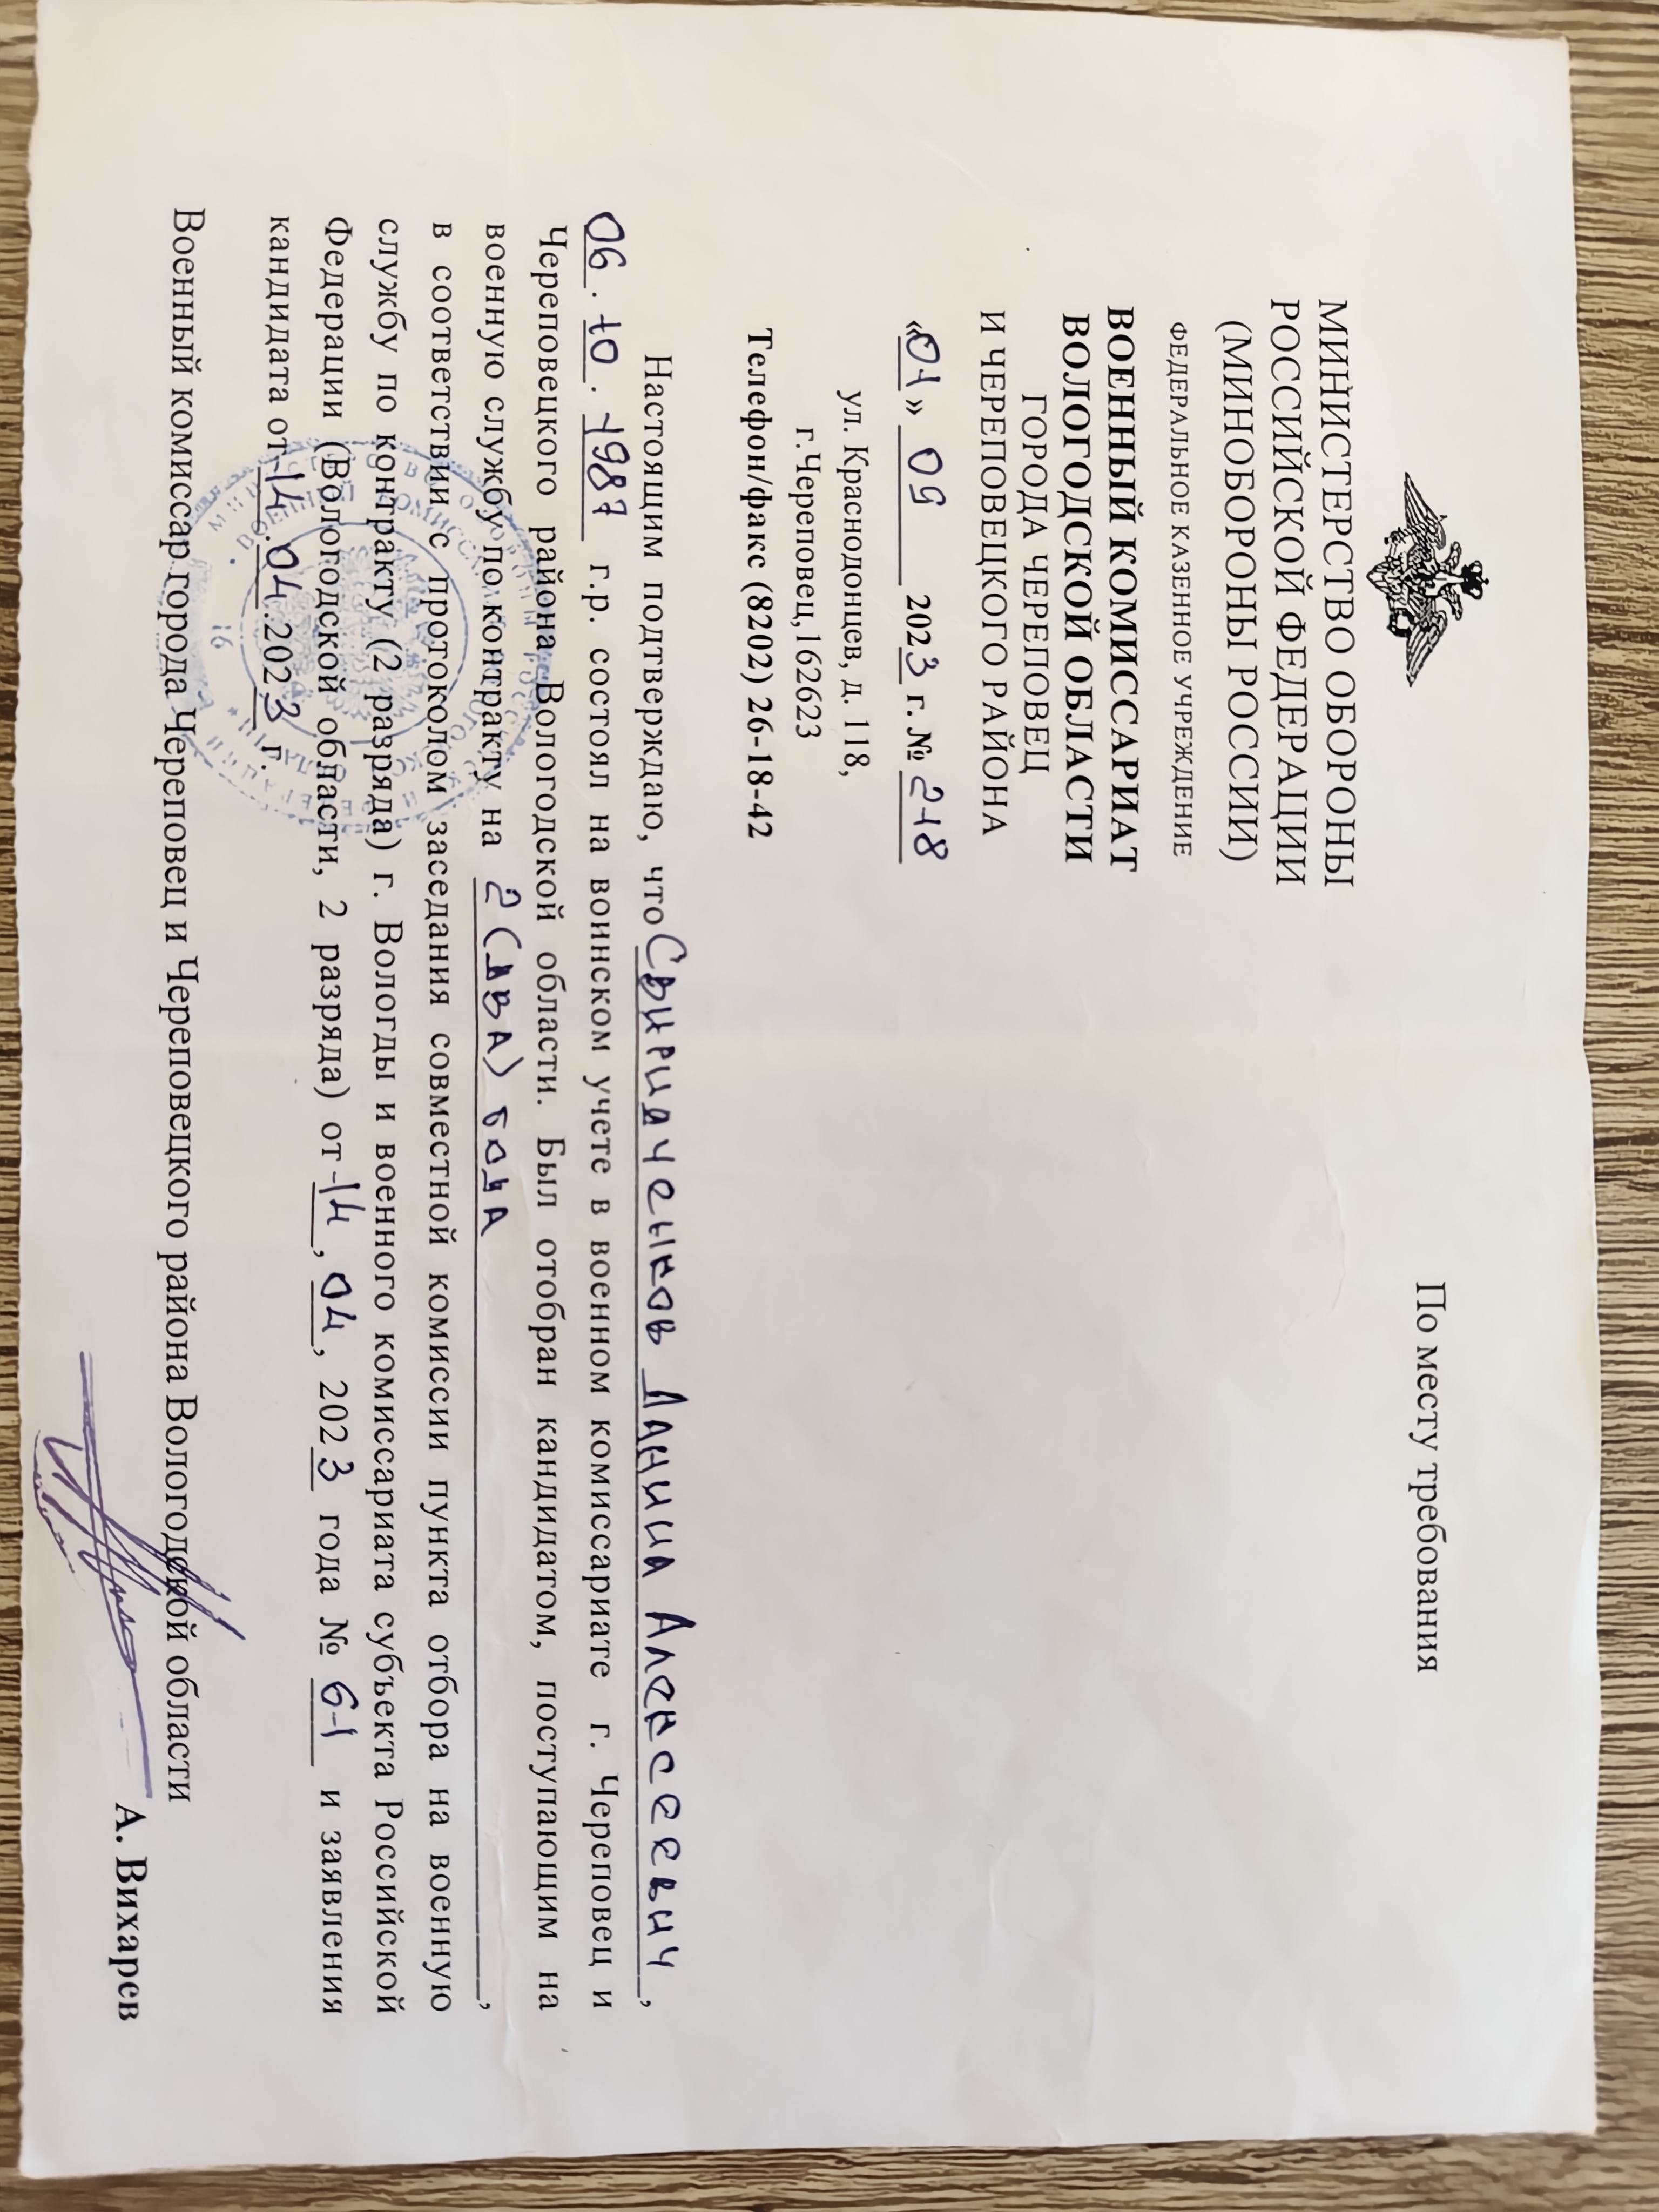 По месту требования
МИНИСТЕРСТВО ОБОРОНЫ
РОССИЙСКОЙ ФЕДЕРАЦИИ
(МИНОБОРОНЫ РОССИИ)
ФЕДЕРАЛЬНОЕ КАЗЕННОЕ УЧРЕЖДЕНИЕ
ВОЕННЫЙ КОМИССАРИАТ
ВОЛОГОДСКОЙ ОБЛАСТИ
ГОРОДА ЧЕРЕПОВЕЦ
И ЧЕРЕПОВЕЦКОГО РАЙОНА
«01» 09 2023 г. № 218
ул. Краснодонцев, д. 118,
г.Череповец,162623
Телефон/факс (8202) 26-18-42
Настоящим подтверждаю, что Свиридченков Даниил Алексеевич,
06.10.1987 г.р. состоял на воинском учете в военном комиссариате г. Череповец и
Череповецкого района Вологодской области. Был отобран кандидатом, поступающим на
военную службу по контракту на 2 (два) года,
в соответствии с протоколом заседания совместной комиссии пункта отбора на военную
службу по контракту (2 разряда) г. Вологды и военного комиссариата субъекта Российской
Федерации (Вологодской области, 2 разряда) от 14, 04, 2023 года № 61 и заявления
кандидата от 14.04.2023 г.
Военный комиссар города Череповец и Череповецкого района Вологодской области
А. Вихарев